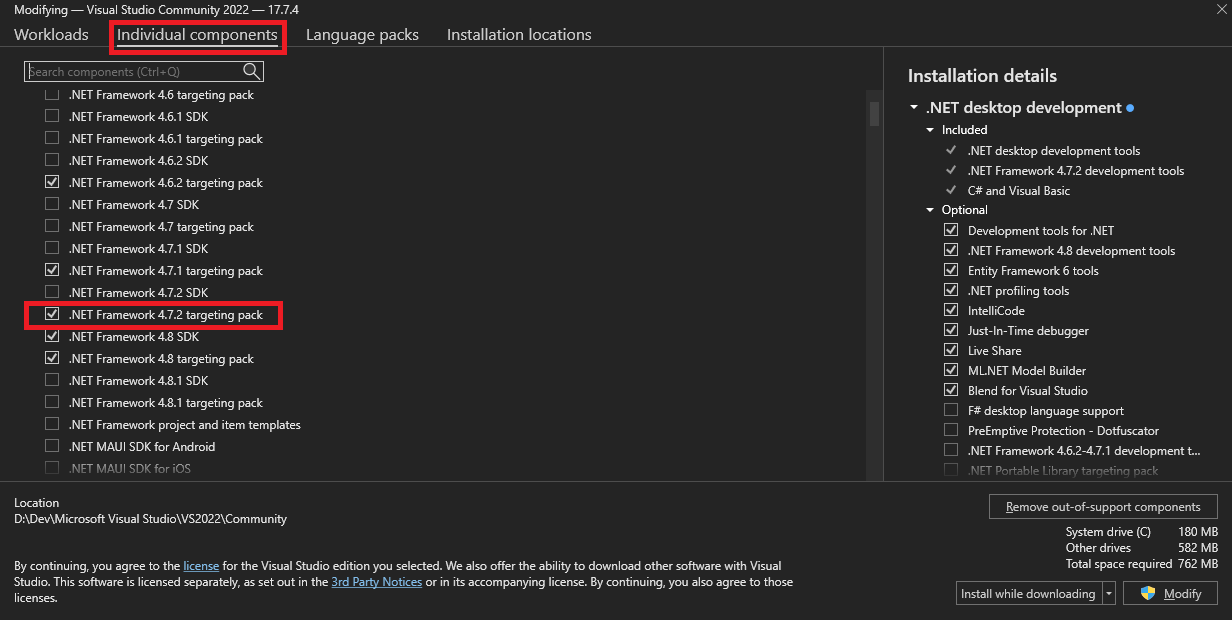 Modifying — Visual Studio Community 2022 — 17.7.4
Workloads
Individual components
Language packs
Installation locations
Search components (Ctrl+Q)
.NET Framework 4.6 targeting pack
.NET Framework 4.6.1 SDK
.NET Framework 4.6.1 targeting pack
.NET Framework 4.6.2 SDK
.NET Framework 4.6.2 targeting pack
.NET Framework 4.7 SDK
.NET Framework 4.7 targeting pack
.NET Framework 4.7.1 SDK
.NET Framework 4.7.1 targeting pack
.NET Framework 4.7.2 SDK
.NET Framework 4.7.2 targeting pack
.NET Framework 4.8 SDK
.NET Framework 4.8 targeting pack
.NET Framework 4.8.1 SDK
.NET Framework 4.8.1 targeting pack
.NET Framework project and item templates
.NET MAUI SDK for Android
.NET MAUI SDK for iOS
Installation details
.NET desktop development
Included
.NET desktop development tools
.NET Framework 4.7.2 development tools
C# and Visual Basic
Optional
Development tools for .NET
.NET Framework 4.8 development tools
Entity Framework 6 tools
.NET profiling tools
IntelliCode
Just-In-Time debugger
Live Share
ML.NET Model Builder
Blend for Visual Studio
F# desktop language support
PreEmptive Protection - Dotfuscator
.NET Framework 4.6.2-4.7.1 development t...
.NET Portable Library targeting pack
Location
D:\Dev\Microsoft Visual Studio\VS2022\Community
By continuing, you agree to the license for the Visual Studio edition you selected. We also offer the ability to download other software with Visual
Studio. This software is licensed separately, as set out in the 3rd Party Notices or in its accompanying license. By continuing, you also agree to those
licenses.
Remove out-of-support components
System drive (C) 180 MB
Other drives 582 MB
Total space required 762 MB
Install while downloading
Modify